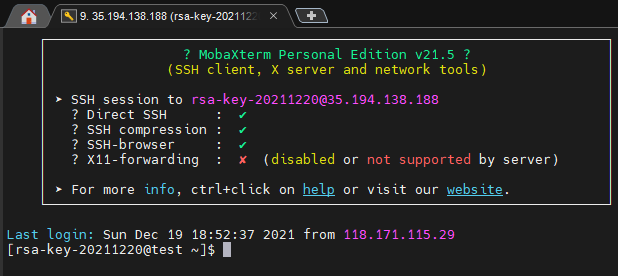 9. 35.194.138.188 (rsa-key-2021122
? MobaXterm Personal Edition v21.5 ?
(SSH client, X server and network tools)
➤ SSH session to rsa-key-20211220@35.194.138.188
? Direct SSH : ✔
? SSH compression : ✔
? SSH-browser : ✔
? X11-forwarding : ✘ (disabled or not supported by server)
➤ For more info, ctrl+click on help or visit our website.
Last login: Sun Dec 19 18:52:37 2021 from 118.171.115.29
[rsa-key-20211220@test ~]$